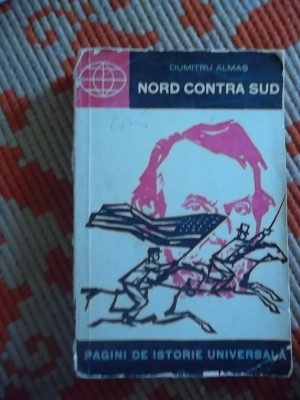 DUMITRU ALMAȘ
NORD CONTRA SUD
PAGINI DE ISTORIE UNIVERSALĂ